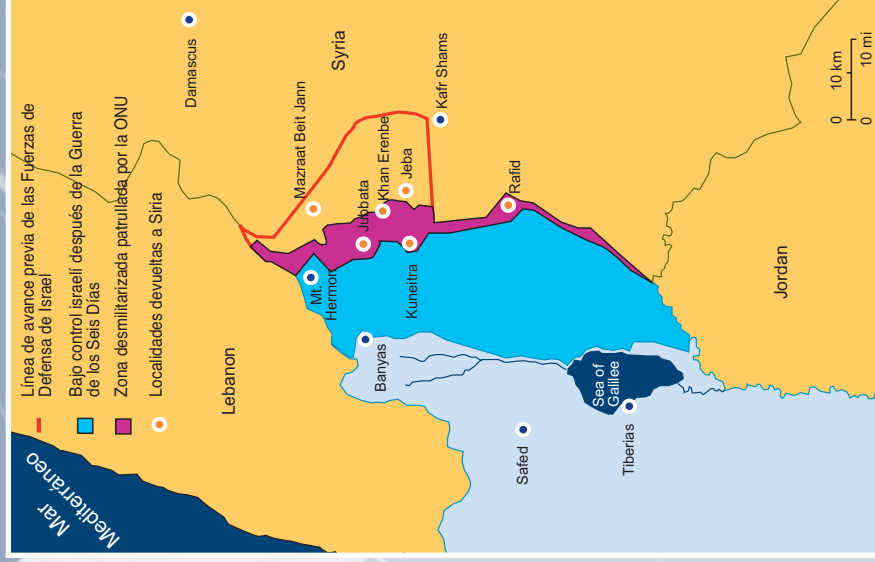 Línea de avance previa de las Fuerzas de
Defensa de Israel
Bajo control israelí después de la Guerra
de los Seis Días
Zona desmilitarizada patrullada por la ONU
Localidades devueltas a Siria
Mar
Mediterráneo
Lebanon
Damascus
Syria
Mazraat Beit Jann
Mt.
Hermon
Jubbata
Khan Erenbe
Jeba
Kafr Shams
Kuneitra
Banyas
Rafid
Safed
Sea of
Galilee
Tiberias
Jordan
0 10 km
0 10 mi